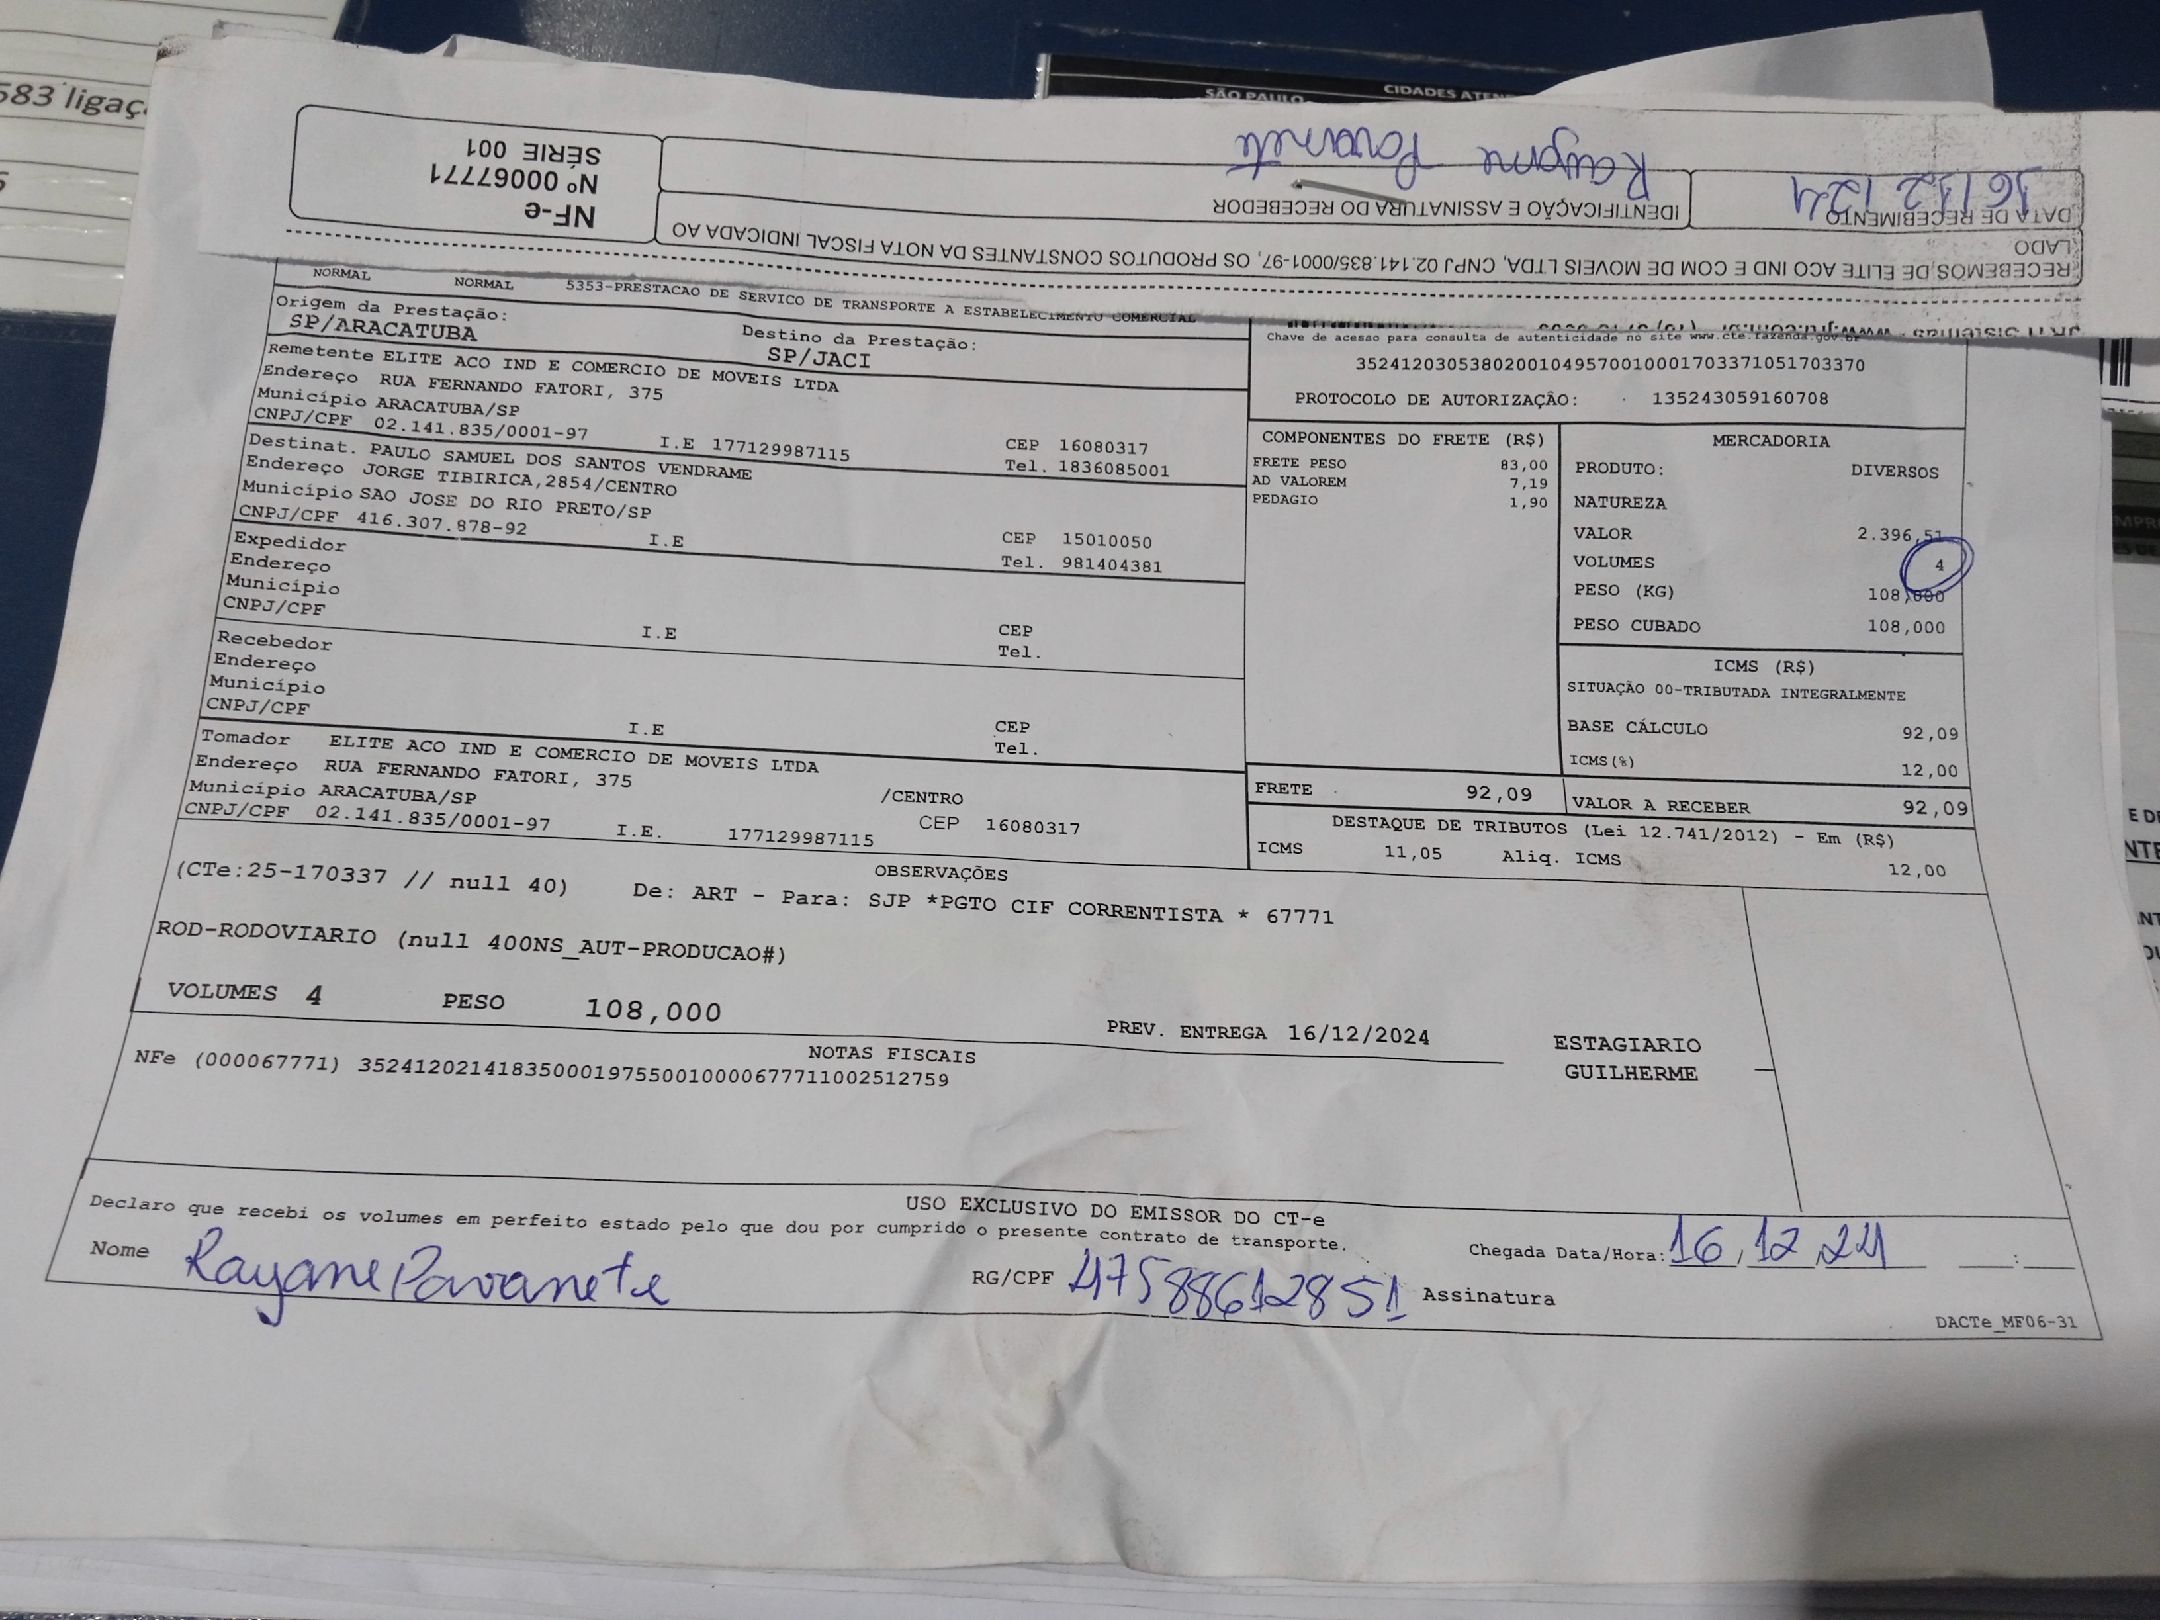 583 ligaç
SÃO PAULO
CIDADES ATEN
NF-e
Nº 00067771
SÉRIE 001
RECEBEMOS DE ELITE ACO IND E COM DE MOVEIS LTDA, CNPJ 02.141.835/0001-97, OS PRODUTOS CONSTANTES DA NOTA FISCAL INDICADA AO
LADO
DATA DE RECEBIMENTO
16/12/24
IDENTIFICAÇÃO E ASSINATURA DO RECEBEDOR
Rayane Pavanete
NORMAL NORMAL 5353-PRESTACAO DE SERVICO DE TRANSPORTE A ESTABELECIMENTO COMERCIAL
Origem da Prestação:
SP/ARACATUBA
Destino da Prestação:
SP/JACI
Remetente ELITE ACO IND E COMERCIO DE MOVEIS LTDA
Endereço RUA FERNANDO FATORI, 375
Município ARACATUBA/SP CEP 16080317
CNPJ/CPF 02.141.835/0001-97 I.E 177129987115 Tel. 1836085001
Destinat. PAULO SAMUEL DOS SANTOS VENDRAME
Endereço JORGE TIBIRICA,2854/CENTRO
Município SAO JOSE DO RIO PRETO/SP CEP 15010050
CNPJ/CPF 416.307.878-92 I.E Tel. 981404381
Expedidor
Endereço
Município CEP
CNPJ/CPF I.E Tel.
Recebedor
Endereço
Município CEP
CNPJ/CPF I.E Tel.
Tomador ELITE ACO IND E COMERCIO DE MOVEIS LTDA
Endereço RUA FERNANDO FATORI, 375 /CENTRO
Município ARACATUBA/SP CEP 16080317
CNPJ/CPF 02.141.835/0001-97 I.E. 177129987115
Chave de acesso para consulta de autenticidade no site www.cte.fazenda.gov.br
35241203053802001049570010001703371051703370
PROTOCOLO DE AUTORIZAÇÃO: 135243059160708
COMPONENTES DO FRETE (R$)
FRETE PESO 83,00
AD VALOREM 7,19
PEDAGIO 1,90
MERCADORIA
PRODUTO: DIVERSOS
NATUREZA
VALOR 2.396,51
VOLUMES 4
PESO (KG) 108,000
PESO CUBADO 108,000
ICMS (R$)
SITUAÇÃO 00-TRIBUTADA INTEGRALMENTE
BASE CÁLCULO 92,09
ICMS(%) 12,00
FRETE 92,09 VALOR A RECEBER 92,09
DESTAQUE DE TRIBUTOS (Lei 12.741/2012) - Em (R$)
ICMS 11,05 Aliq. ICMS 12,00
OBSERVAÇÕES
(CTe:25-170337 // null 40) De: ART - Para: SJP *PGTO CIF CORRENTISTA * 67771
ROD-RODOVIARIO (null 400NS_AUT-PRODUCAO#)
VOLUMES 4 PESO 108,000 PREV. ENTREGA 16/12/2024
ESTAGIARIO
GUILHERME
NOTAS FISCAIS
NFe (000067771) 35241202141835000197550010000677711002512759
USO EXCLUSIVO DO EMISSOR DO CT-e
Declaro que recebi os volumes em perfeito estado pelo que dou por cumprido o presente contrato de transporte.
Nome Rayane Pavanete RG/CPF 47588612851 Assinatura
Chegada Data/Hora: 16, 12, 24 __:__
DACTe_MF06-31